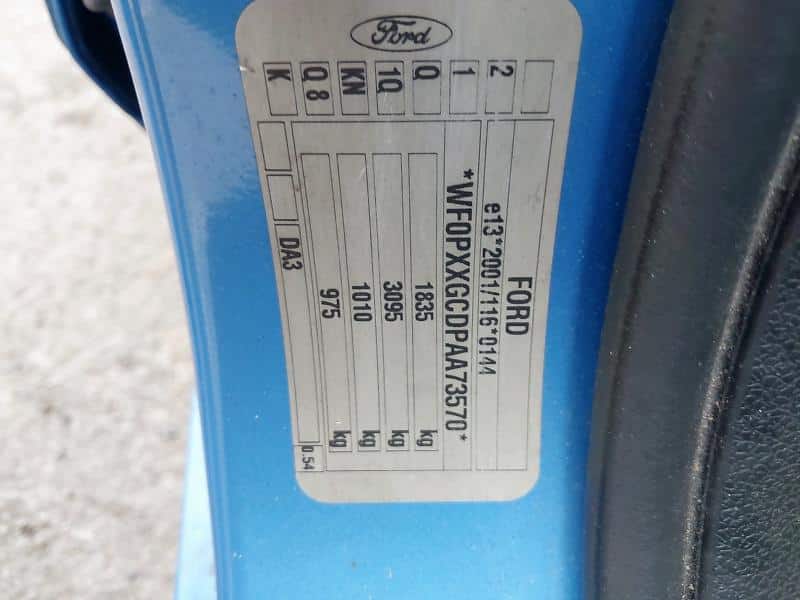 Ford
FORD
2 e13*2001/116*0144
1 *WF0PXXGCDPAA73570*
Q 1835 kg
1Q 3095 kg
KN 1010 kg
Q 8 975 kg
K DA3 0.54